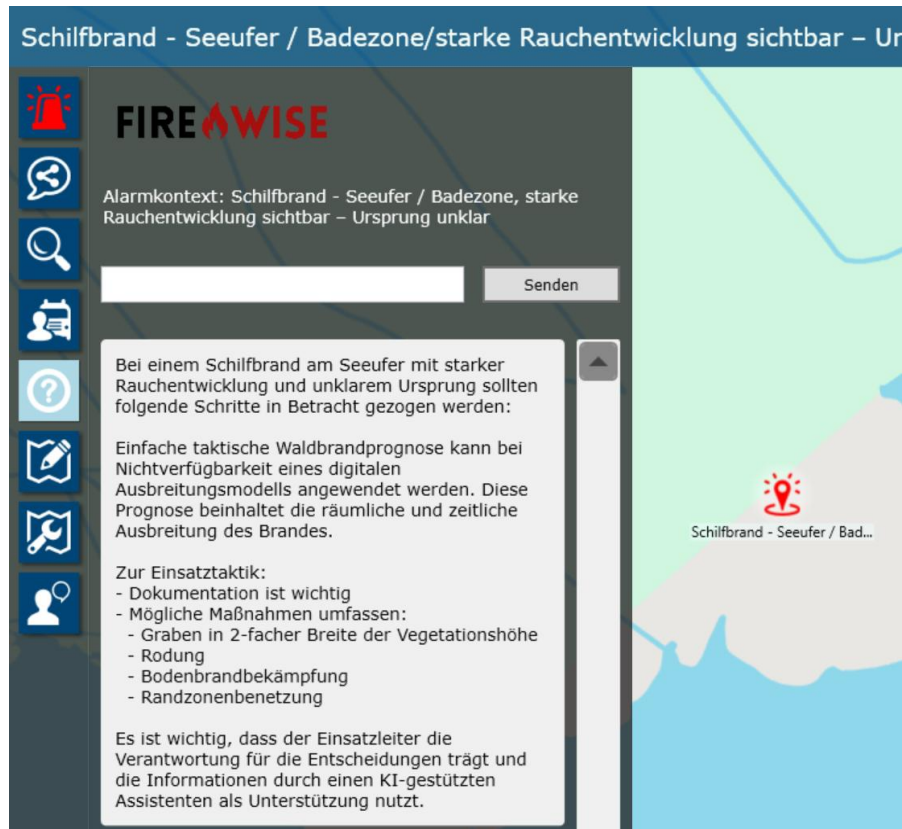 Schilfbrand - Seeufer / Badezone/starke Rauchentwicklung sichtbar – Ur
FIREWISE
Alarmkontext: Schilfbrand - Seeufer / Badezone, starke
Rauchentwicklung sichtbar – Ursprung unklar
Senden
Bei einem Schilfbrand am Seeufer mit starker
Rauchentwicklung und unklarem Ursprung sollten
folgende Schritte in Betracht gezogen werden:
Einfache taktische Waldbrandprognose kann bei
Nichtverfügbarkeit eines digitalen
Ausbreitungsmodells angewendet werden. Diese
Prognose beinhaltet die räumliche und zeitliche
Ausbreitung des Brandes.
Zur Einsatztaktik:
- Dokumentation ist wichtig
- Mögliche Maßnahmen umfassen:
- Graben in 2-facher Breite der Vegetationshöhe
- Rodung
- Bodenbrandbekämpfung
- Randzonenbenetzung
Es ist wichtig, dass der Einsatzleiter die
Verantwortung für die Entscheidungen trägt und
die Informationen durch einen KI-gestützten
Assistenten als Unterstützung nutzt.
Schilfbrand - Seeufer / Bad...